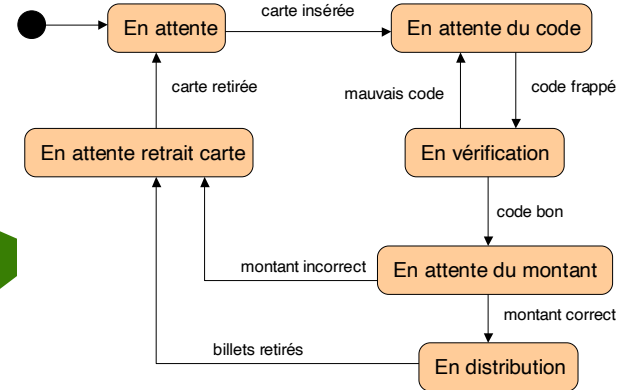 carte insérée
En attente
En attente du code
carte retirée
mauvais code
code frappé
En attente retrait carte
En vérification
code bon
montant incorrect
En attente du montant
montant correct
billets retirés
En distribution